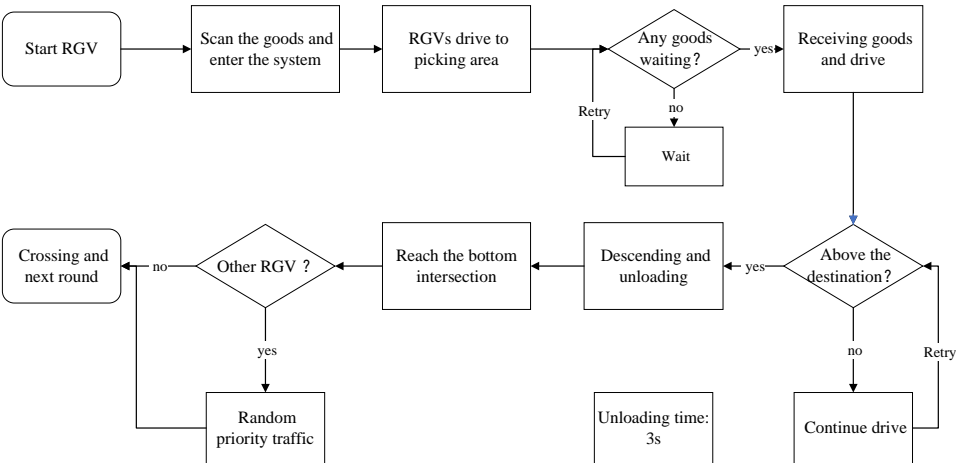 Start RGV
Scan the goods and
enter the system
RGVs drive to
picking area
Any goods
waiting?
yes
Receiving goods
and drive
no
Retry
Wait
Crossing and
next round
no
Other RGV ?
Reach the bottom
intersection
Descending and
unloading
yes
Above the
destination?
yes
no
Retry
Random
priority traffic
Unloading time:
3s
Continue drive